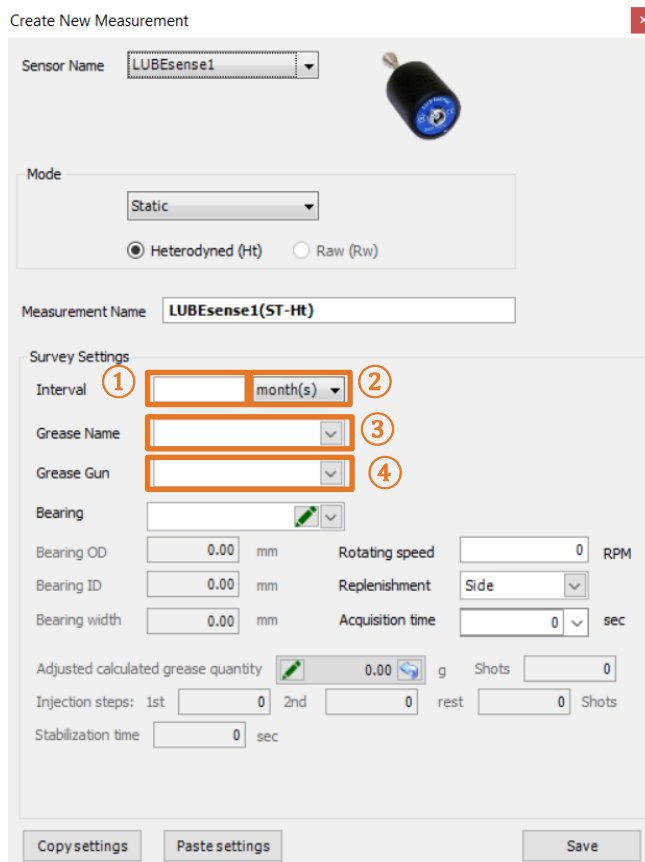 Create New Measurement
Sensor Name LUBEsense1
Mode
Static
Heterodyned (Ht) Raw (Rw)
Measurement Name LUBEsense1(ST-Ht)
Survey Settings
Interval ① month(s) ②
Grease Name ③
Grease Gun ④
Bearing
Bearing OD 0.00 mm Rotating speed 0 RPM
Bearing ID 0.00 mm Replenishment Side
Bearing width 0.00 mm Acquisition time 0 sec
Adjusted calculated grease quantity 0.00 g Shots 0
Injection steps: 1st 0 2nd 0 rest 0 Shots
Stabilization time 0 sec
Copy settings Paste settings Save